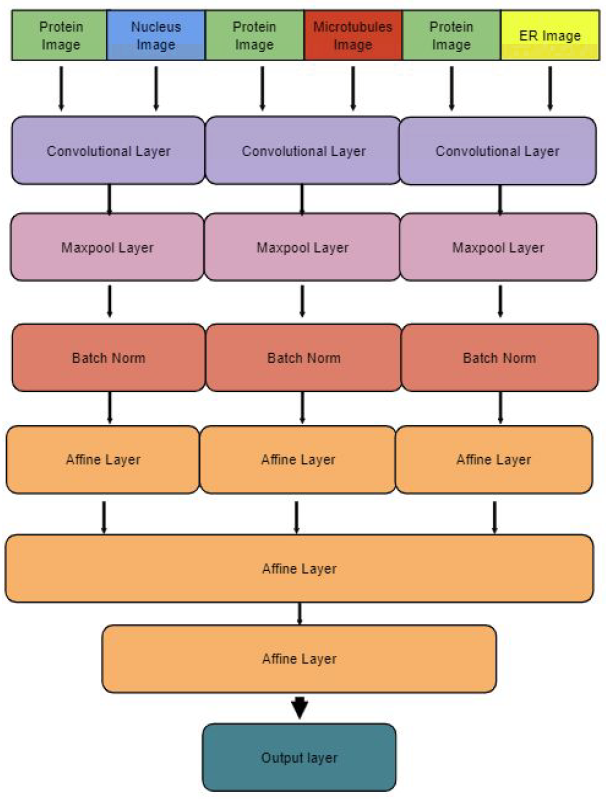 Protein
Image
Nucleus
Image
Protein
Image
Microtubules
Image
Protein
Image
ER Image
Convolutional Layer
Convolutional Layer
Convolutional Layer
Maxpool Layer
Maxpool Layer
Maxpool Layer
Batch Norm
Batch Norm
Batch Norm
Affine Layer
Affine Layer
Affine Layer
Affine Layer
Affine Layer
Output layer